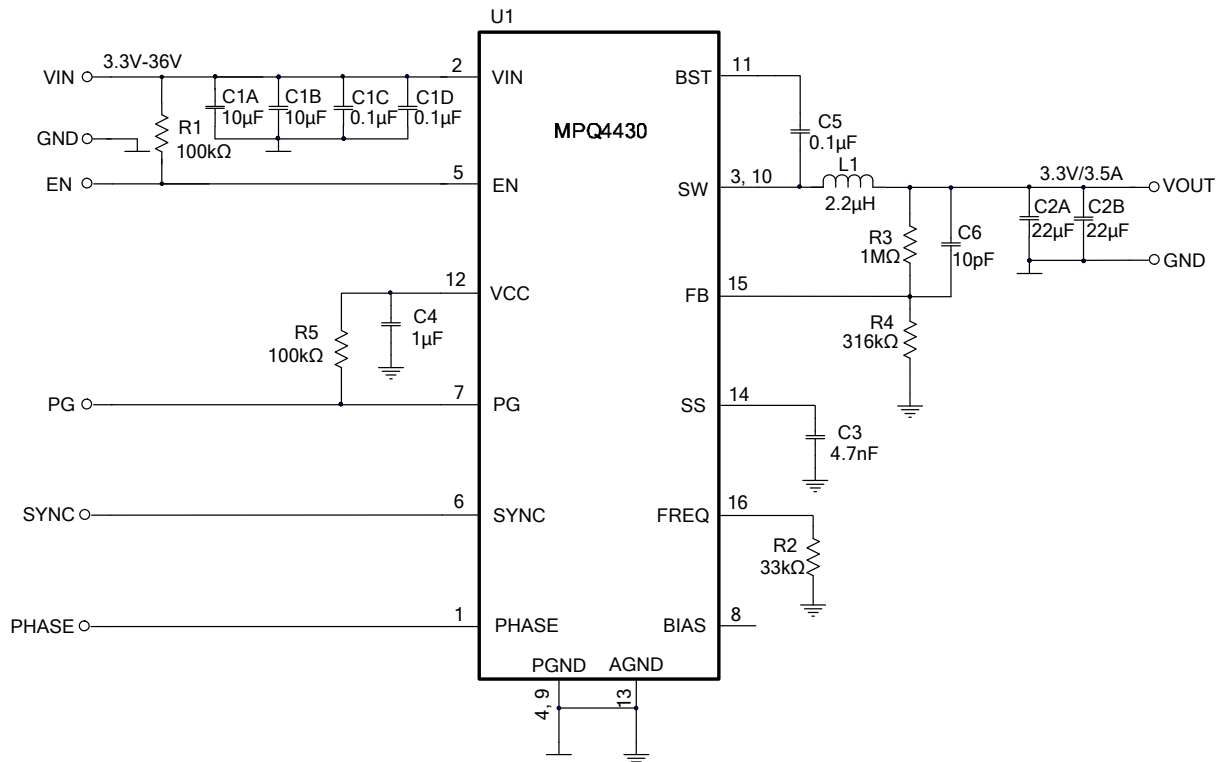 U1
MPQ4430
VIN
3.3V-36V
2
VIN
C1A
10µF
C1B
10µF
C1C
0.1µF
C1D
0.1µF
GND
R1
100kΩ
EN
5
EN
12
VCC
R5
100kΩ
C4
1µF
PG
7
PG
SYNC
6
SYNC
PHASE
1
PHASE
BST
11
C5
0.1µF
SW
3, 10
L1
2.2µH
3.3V/3.5A
VOUT
C2A
22µF
C2B
22µF
GND
R3
1MΩ
C6
10pF
FB
15
R4
316kΩ
SS
14
C3
4.7nF
FREQ
16
R2
33kΩ
BIAS
8
PGND
AGND
4, 9
13